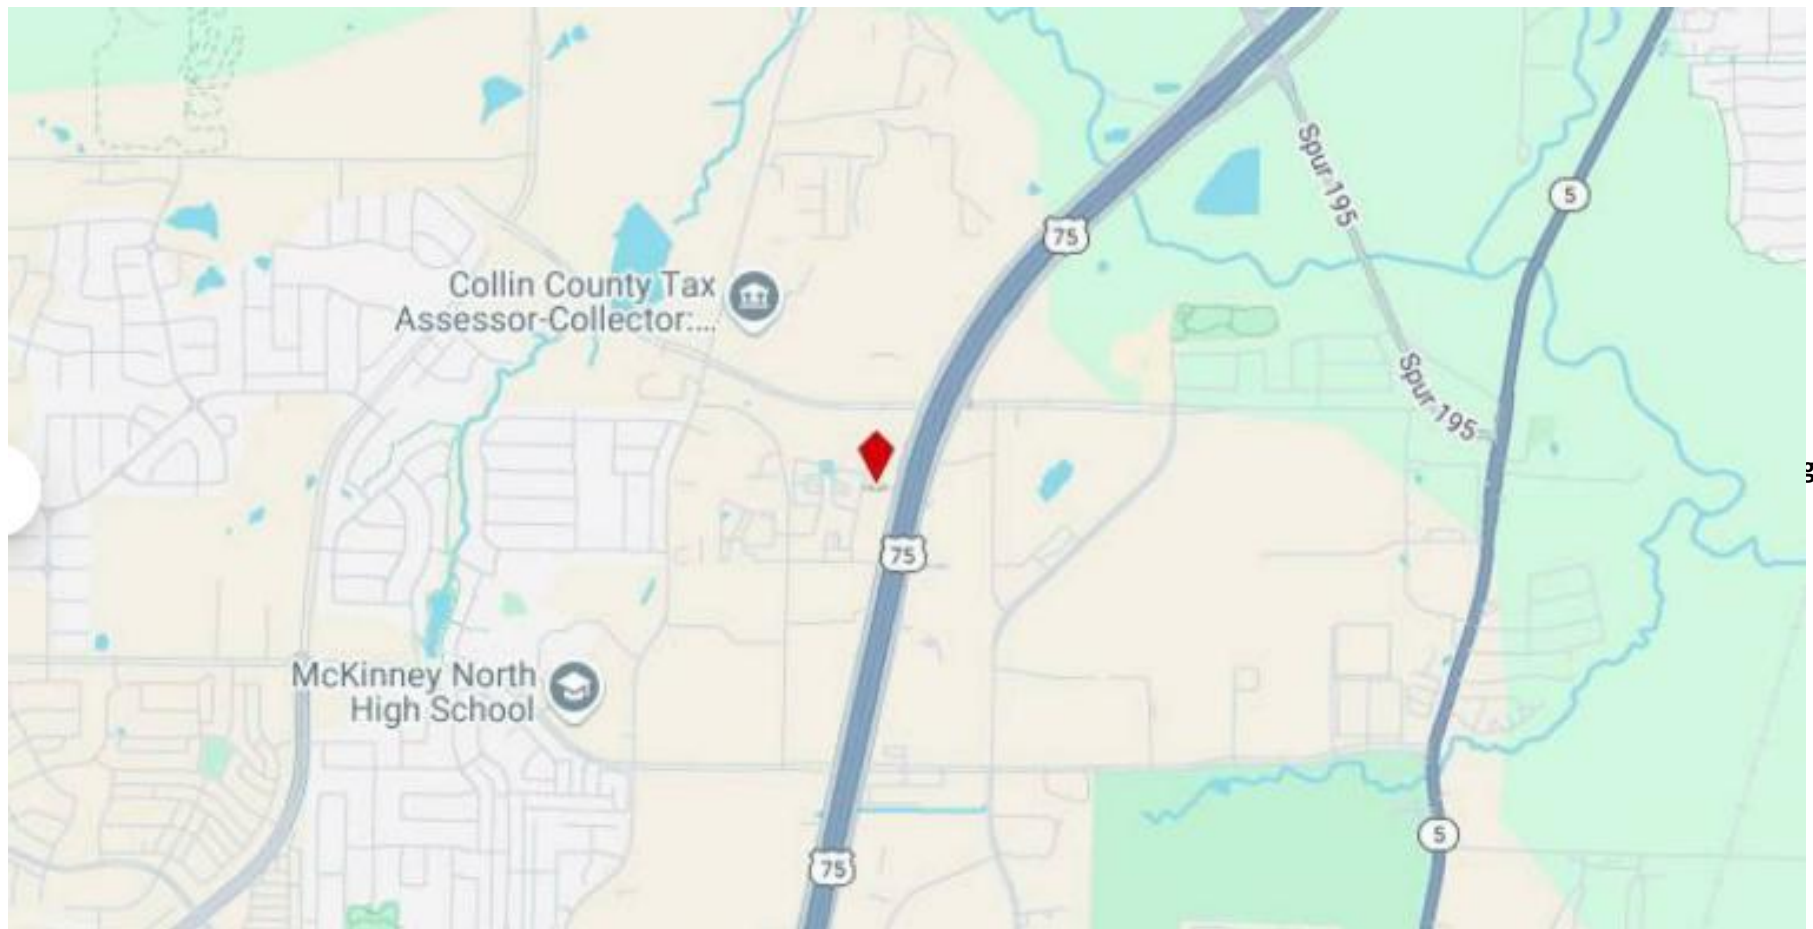 5
Spur 195
75
Collin County Tax
Assessor-Collector:...
Spur 195
g
75
McKinney North
High School
5
75